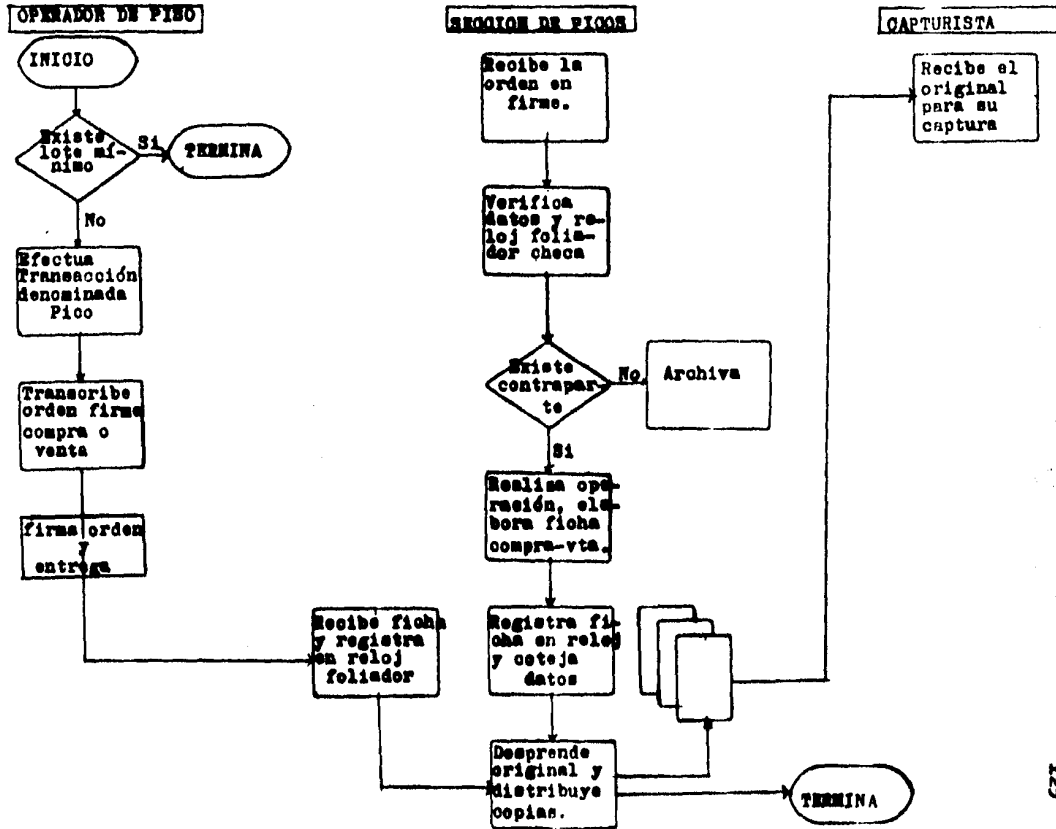 OPERADOR DE PISO
INICIO
Existe
lote mí-
nimo
Si
TERMINA
No
Efectua
Transacción
denominada
Pico
Transcribe
orden firme
compra o
venta
firma orden
y
entrega
Recibe ficha
y registra
en reloj
foliador
SECCION DE PICOS
Recibe la
orden en
firme.
Verifica
datos y re-
loj folia-
dor checa
Existe
contrapar-
te
No
Archiva
Si
Realiza ope-
ración, ela-
bora ficha
compra-vta.
Registra fi-
cha en reloj
y coteja
datos
Desprende
original y
distribuye
copias.
TERMINA
CAPTURISTA
Recibe el
original
para su
captura